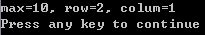 max=10, row=2, colum=1
Press any key to continue